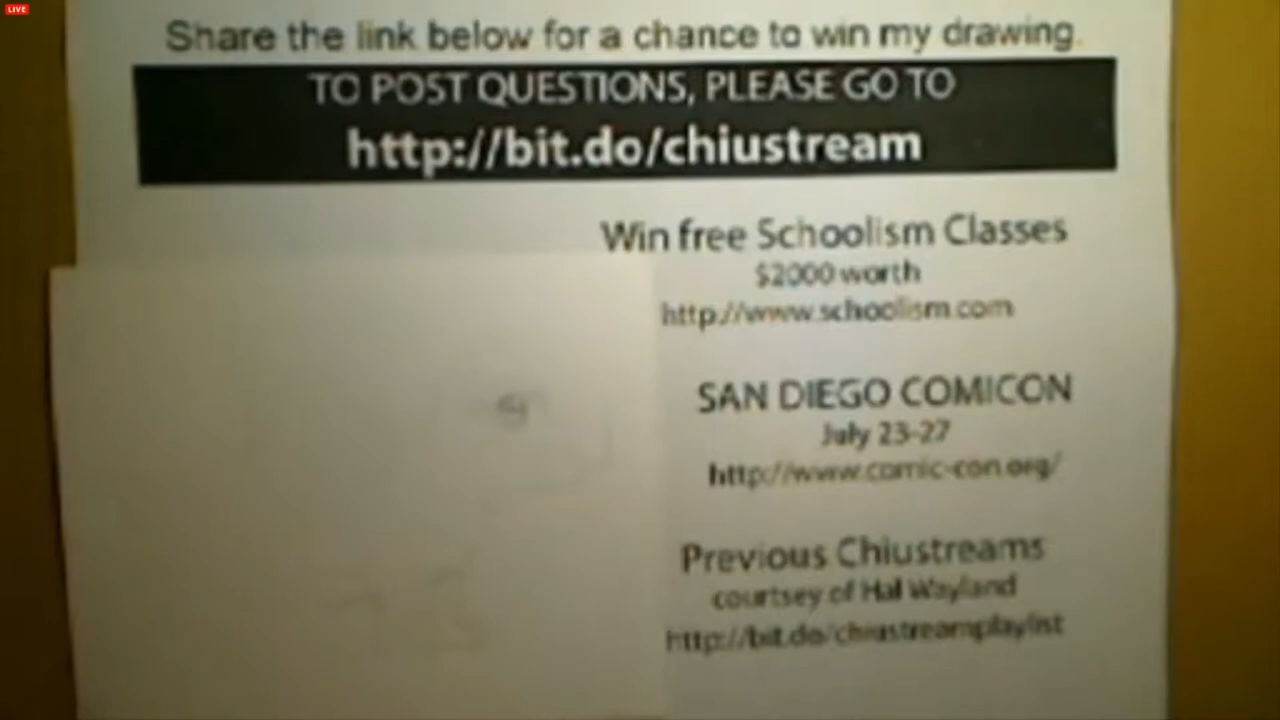 LIVE
Share the link below for a chance to win my drawing.
TO POST QUESTIONS, PLEASE GO TO
http://bit.do/chiustream
Win free Schoolism Classes
$2000 worth
http://www.schoolism.com
SAN DIEGO COMICON
July 23-27
http://www.comic-con.org/
Previous Chiustreams
courtsey of Hal Wayland
http://bit.do/chiustreamplaylist